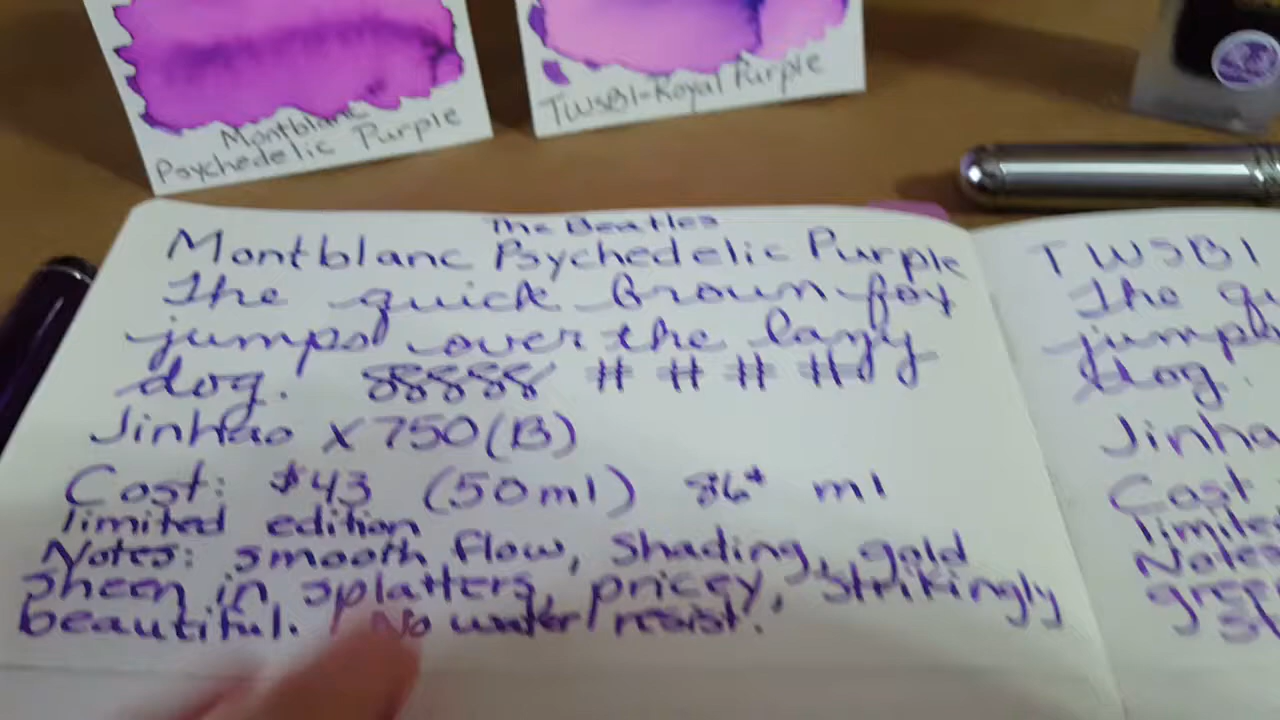 Montblanc
Psychedelic Purple
TWSBI-Royal Purple
The Beatles
Montblanc Psychedelic Purple
The quick brown fox
jumps over the lazy
dog. 88888 # # # #
Jinhao X750(B)
Cost: $43 (50ml) 86¢ ml
limited edition
Notes: smooth flow, shading, gold
sheen in splatters, pricey, strikingly
beautiful. No water resist.
TWSBI
The
jump
dog.
Jinha
Cost
limite
Notes